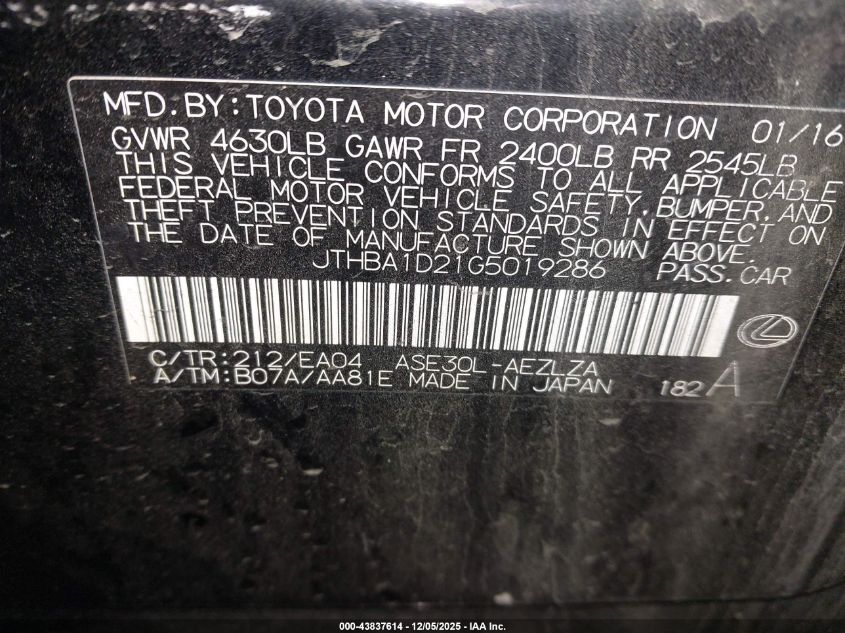 MFD.BY:TOYOTA MOTOR CORPORATION 01/16
GVWR 4630LB GAWR FR 2400LB RR 2545LB
THIS VEHICLE CONFORMS TO ALL APPLICABLE
FEDERAL MOTOR VEHICLE SAFETY,BUMPER,AND
THEFT PREVENTION STANDARDS IN EFFECT ON
THE DATE OF MANUFACTURE SHOWN ABOVE.
JTHBA1D21G5019286 PASS.CAR
C/TR:212/EA04 ASE30L-AEZLZA
A/TM:B07A/AA81E MADE IN JAPAN 182A
000-43837614 - 12/05/2025 - IAA Inc.